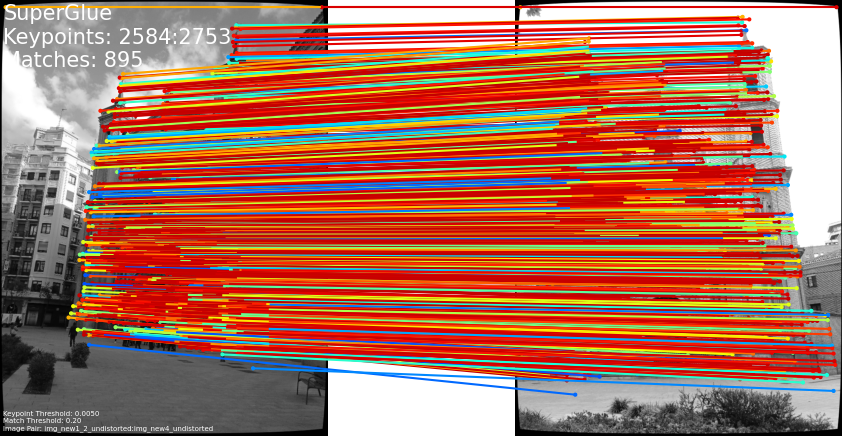 SuperGlue
Keypoints: 2584:2753
Matches: 895
Keypoint Threshold: 0.0050
Match Threshold: 0.20
Image Pair: img_new1_2_undistorted:img_new4_undistorted